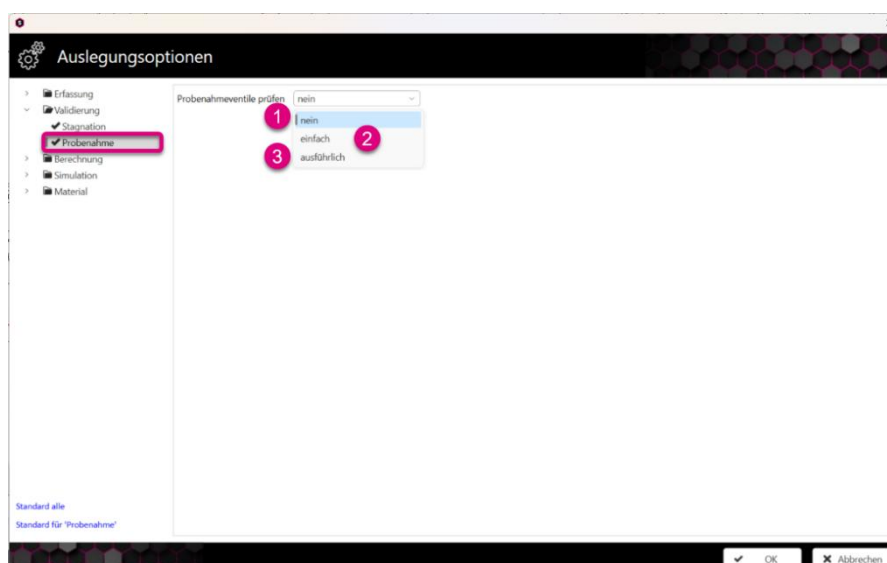 Auslegungsoptionen
Erfassung
Validierung
Stagnation
Probenahme
Berechnung
Simulation
Material
Probenahmeventile prüfen nein
1 nein
einfach 2
3 ausführlich
Standard alle
Standard für 'Probenahme'
OK Abbrechen